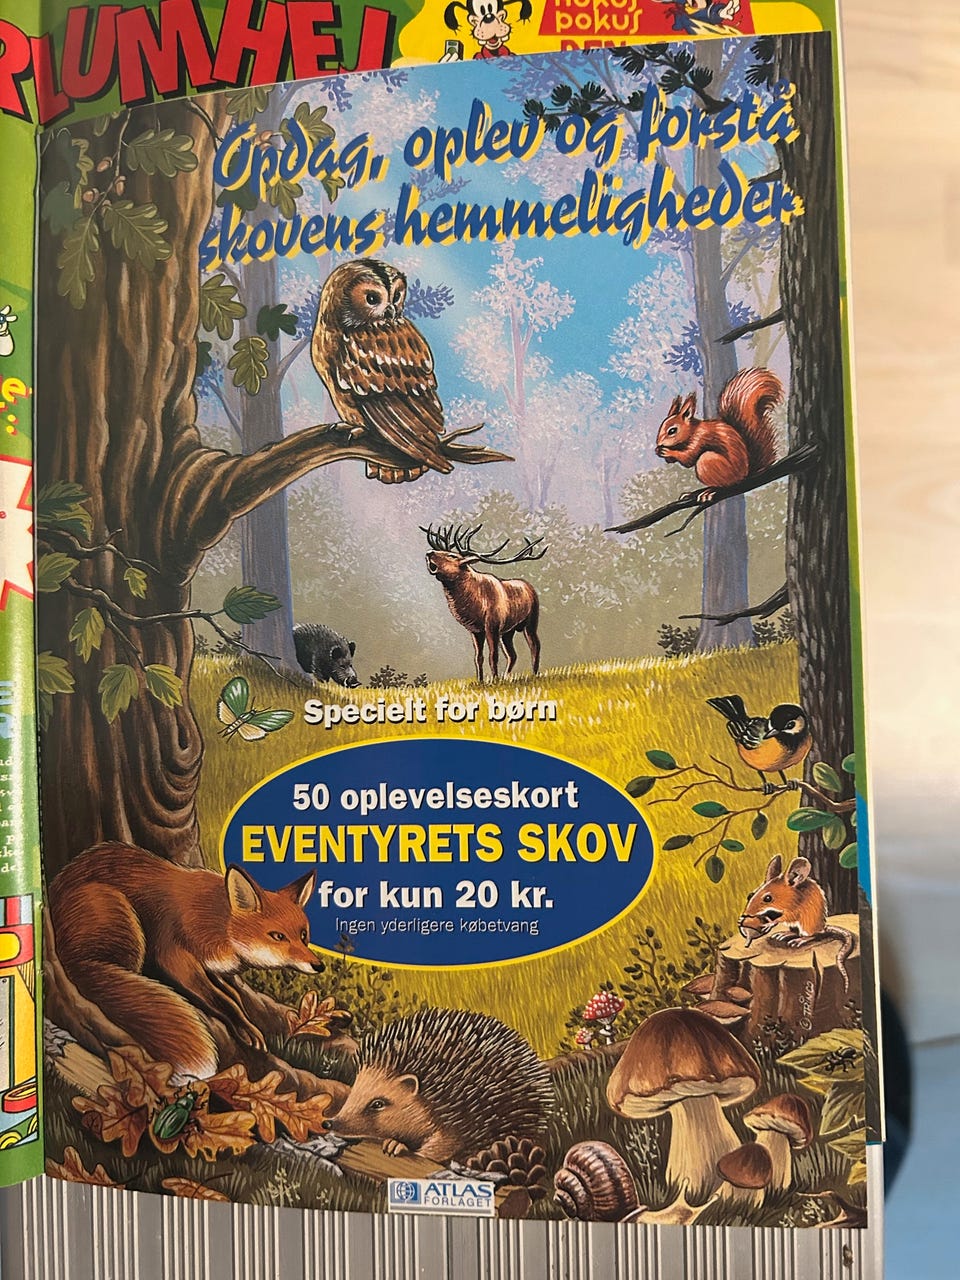 HOKUS
POKUS
Opdag, oplev og forstå
skovens hemmeligheder
Specielt for børn
50 oplevelseskort
EVENTYRETS SKOV
for kun 20 kr.
Ingen yderligere købetvang
© TRIMCO
ATLAS
FORLAGET